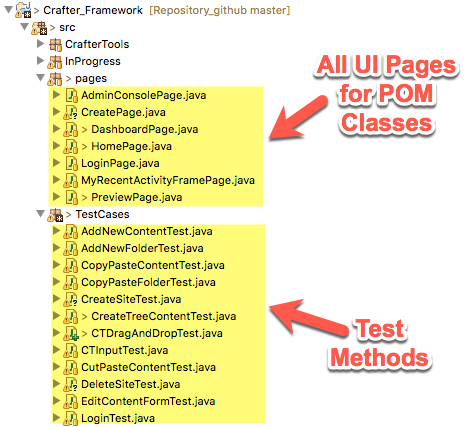 > Crafter_Framework [Repository_github master]
> src
CrafterTools
InProgress
> pages
AdminConsolePage.java
CreatePage.java
> DashboardPage.java
> HomePage.java
LoginPage.java
MyRecentActivityFramePage.java
> PreviewPage.java
All UI Pages
for POM
Classes
> TestCases
AddNewContentTest.java
AddNewFolderTest.java
CopyPasteContentTest.java
CopyPasteFolderTest.java
CreateSiteTest.java
> CreateTreeContentTest.java
> CTDragAndDropTest.java
CTInputTest.java
CutPasteContentTest.java
DeleteSiteTest.java
EditContentFormTest.java
LoginTest.java
Test
Methods